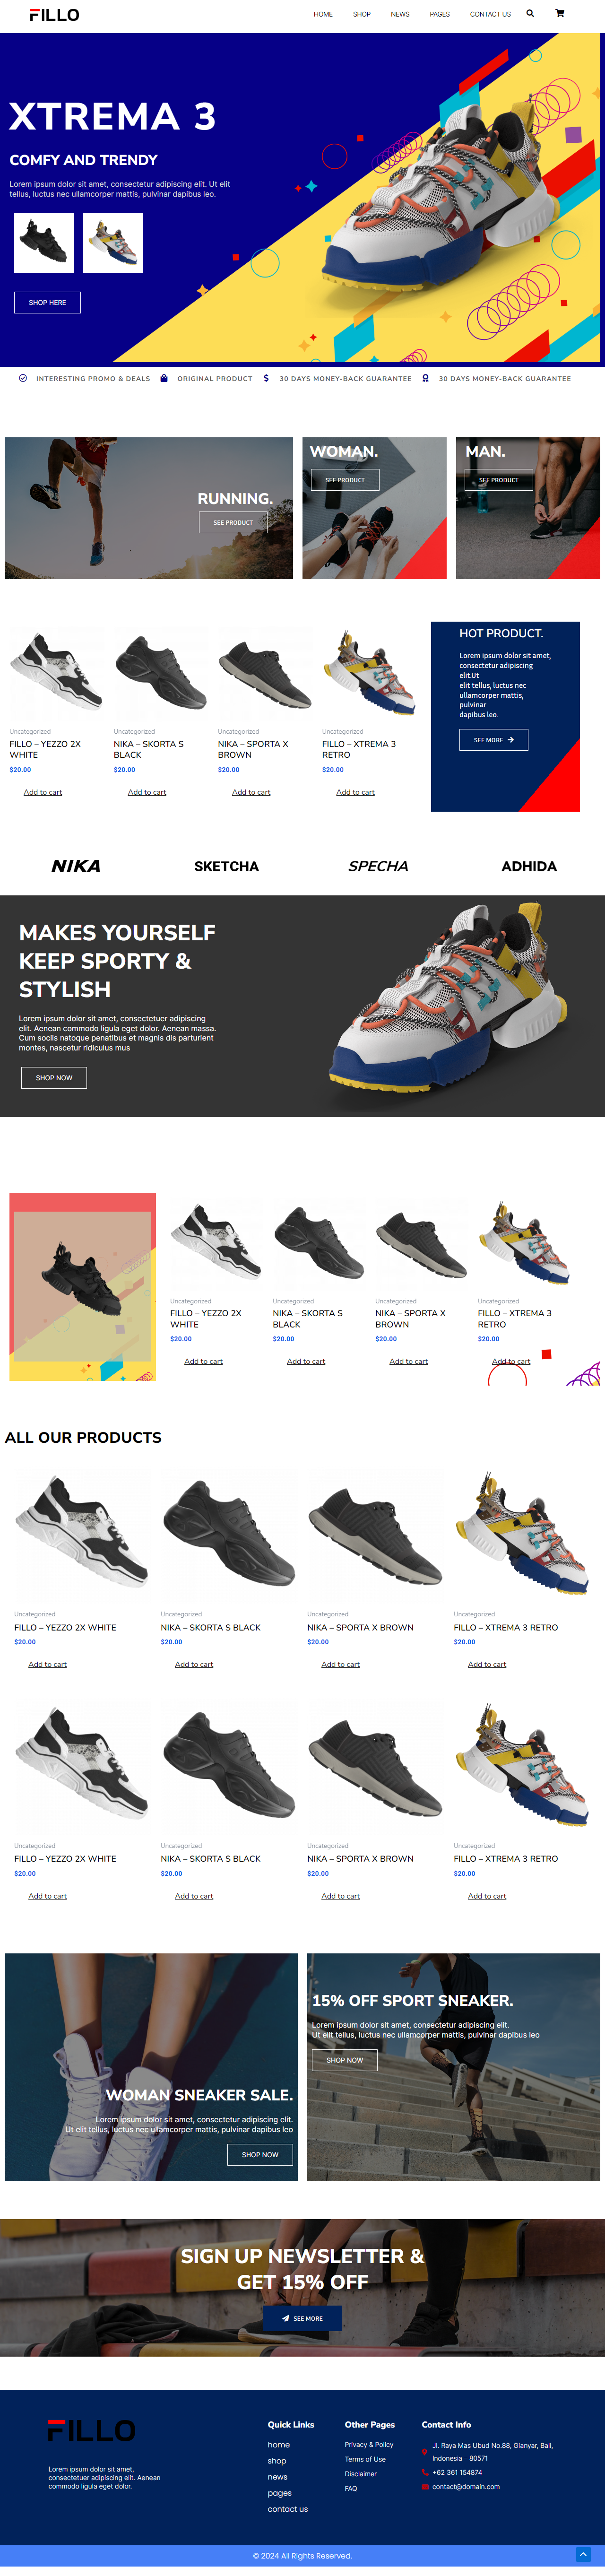 FILLO
HOME SHOP NEWS PAGES CONTACT US
XTREMA 3
COMFY AND TRENDY
Lorem ipsum dolor sit amet, consectetur adipiscing elit. Ut elit
tellus, luctus nec ullamcorper mattis, pulvinar dapibus leo.
SHOP HERE
INTERESTING PROMO & DEALS
ORIGINAL PRODUCT
30 DAYS MONEY-BACK GUARANTEE
30 DAYS MONEY-BACK GUARANTEE
RUNNING.
SEE PRODUCT
WOMAN.
SEE PRODUCT
MAN.
SEE PRODUCT
Uncategorized
FILLO – YEZZO 2X
WHITE
$20.00
Add to cart
Uncategorized
NIKA – SKORTA S
BLACK
$20.00
Add to cart
Uncategorized
NIKA – SPORTA X
BROWN
$20.00
Add to cart
Uncategorized
FILLO – XTREMA 3
RETRO
$20.00
Add to cart
HOT PRODUCT.
Lorem ipsum dolor sit amet,
consectetur adipiscing
elit.Ut
elit tellus, luctus nec
ullamcorper mattis,
pulvinar
dapibus leo.
SEE MORE
NIKA
SKETCHA
SPECHA
ADHIDA
MAKES YOURSELF
KEEP SPORTY &
STYLISH
Lorem ipsum dolor sit amet, consectetuer adipiscing
elit. Aenean commodo ligula eget dolor. Aenean massa.
Cum sociis natoque penatibus et magnis dis parturient
montes, nascetur ridiculus mus
SHOP NOW
Uncategorized
FILLO – YEZZO 2X
WHITE
$20.00
Add to cart
Uncategorized
NIKA – SKORTA S
BLACK
$20.00
Add to cart
Uncategorized
NIKA – SPORTA X
BROWN
$20.00
Add to cart
Uncategorized
FILLO – XTREMA 3
RETRO
$20.00
Add to cart
ALL OUR PRODUCTS
Uncategorized
FILLO – YEZZO 2X WHITE
$20.00
Add to cart
Uncategorized
NIKA – SKORTA S BLACK
$20.00
Add to cart
Uncategorized
NIKA – SPORTA X BROWN
$20.00
Add to cart
Uncategorized
FILLO – XTREMA 3 RETRO
$20.00
Add to cart
Uncategorized
FILLO – YEZZO 2X WHITE
$20.00
Add to cart
Uncategorized
NIKA – SKORTA S BLACK
$20.00
Add to cart
Uncategorized
NIKA – SPORTA X BROWN
$20.00
Add to cart
Uncategorized
FILLO – XTREMA 3 RETRO
$20.00
Add to cart
WOMAN SNEAKER SALE.
Lorem ipsum dolor sit amet, consectetur adipiscing elit.
Ut elit tellus, luctus nec ullamcorper mattis, pulvinar dapibus leo
SHOP NOW
15% OFF SPORT SNEAKER.
Lorem ipsum dolor sit amet, consectetur adipiscing elit.
Ut elit tellus, luctus nec ullamcorper mattis, pulvinar dapibus leo
SHOP NOW
SIGN UP NEWSLETTER &
GET 15% OFF
SEE MORE
FILLO
Lorem ipsum dolor sit amet,
consectetuer adipiscing elit. Aenean
commodo ligula eget dolor.
Quick Links
home
shop
news
pages
contact us
Other Pages
Privacy & Policy
Terms of Use
Disclaimer
FAQ
Contact Info
Jl. Raya Mas Ubud No.88, Gianyar, Bali,
Indonesia – 80571
+62 361 154874
contact@domain.com
© 2024 All Rights Reserved.